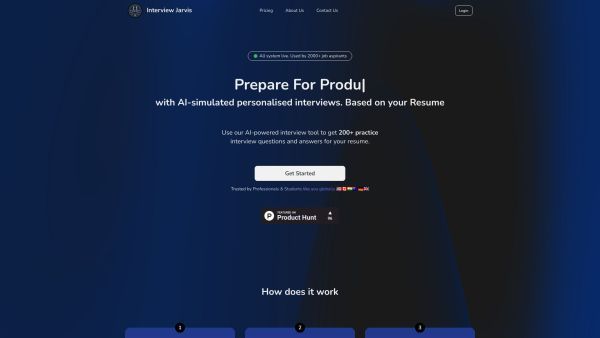 Interview Jarvis
Pricing
About Us
Contact Us
Login
All system live. Used by 2000+ job aspirants
Prepare For Produ|
with AI-simulated personalised interviews. Based on your Resume
Use our AI-powered interview tool to get 200+ practice
interview questions and answers for your resume.
Get Started
Trusted by Professionals & Students like you globally
FEATURED ON
Product Hunt
How does it work
1
2
3